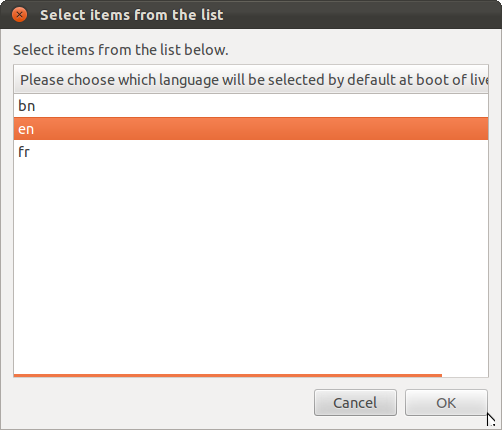 Select items from the list
Select items from the list below.
Please choose which language will be selected by default at boot of live
bn
en
fr
Cancel
OK